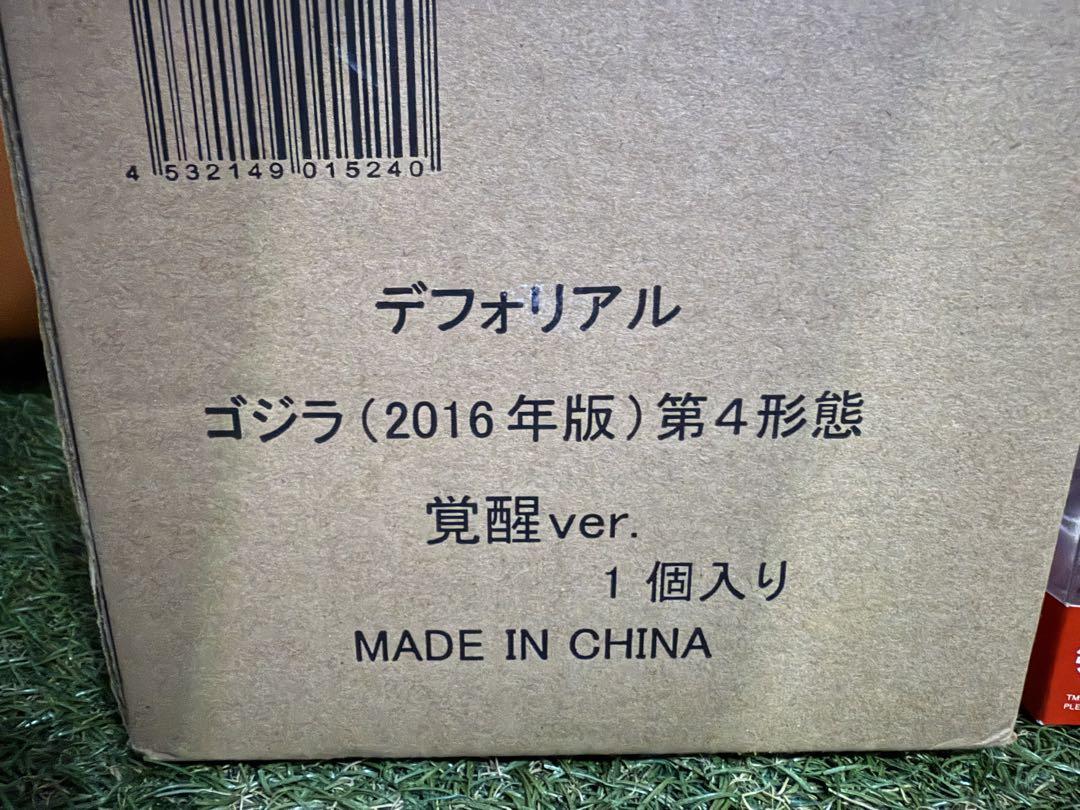 4 532149 015240
デフォリアル
ゴジラ（2016年版）第4形態
覚醒ver.
1 個入り
MADE IN CHINA
TM